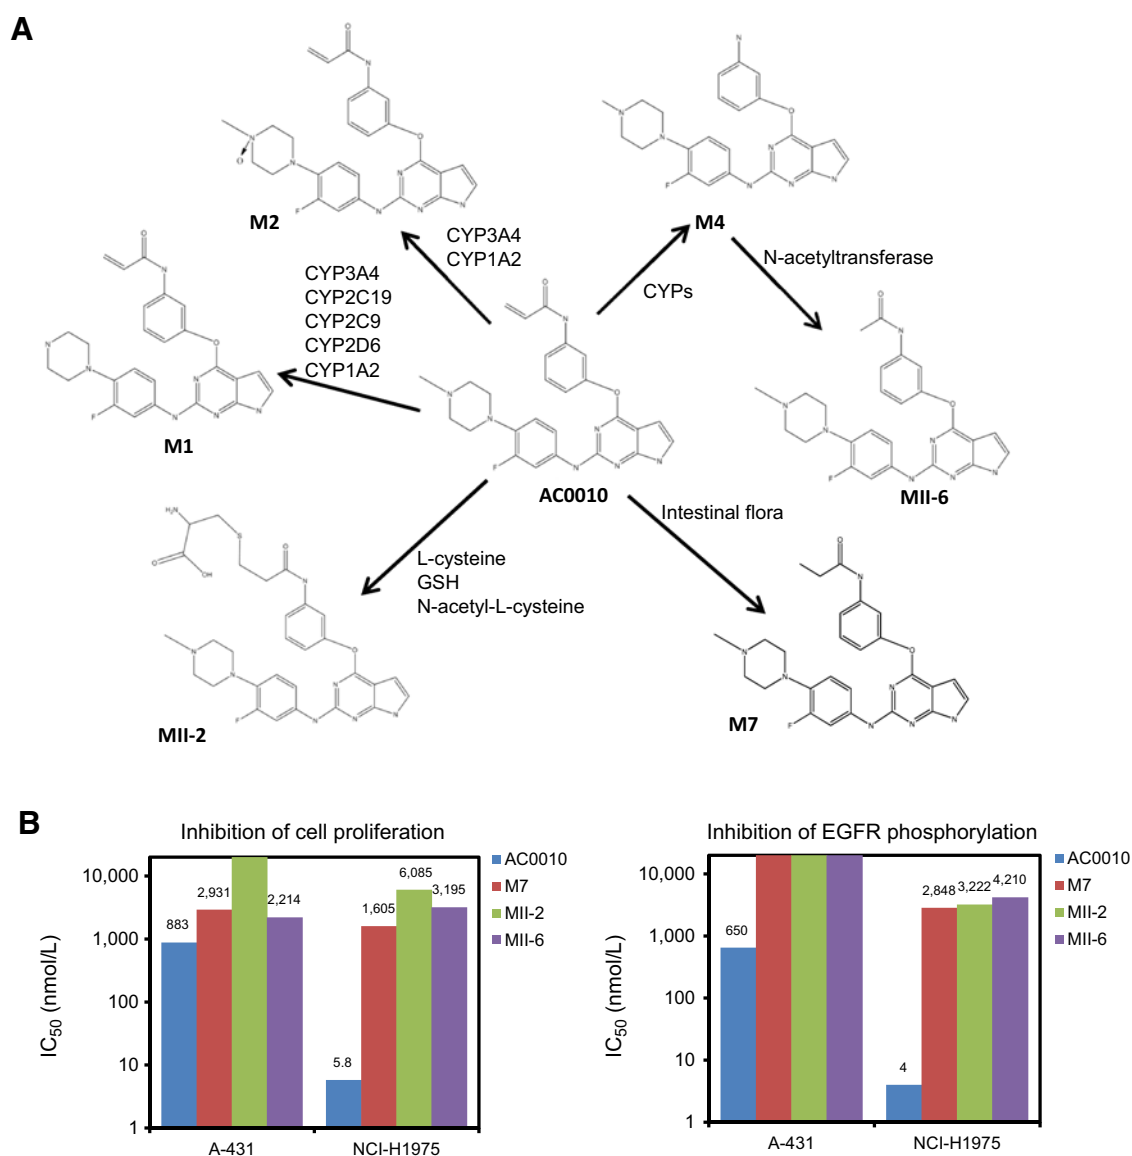 A
M2
M4
CYP3A4
CYP1A2
N-acetyltransferase
CYP3A4
CYP2C19
CYP2C9
CYP2D6
CYP1A2
CYPs
M1
AC0010
MII-6
Intestinal flora
L-cysteine
GSH
N-acetyl-L-cysteine
MII-2
M7
B
Inhibition of cell proliferation
IC50 (nmol/L)
10,000
1,000
100
10
1
883
2,931
2,214
5.8
1,605
6,085
3,195
A-431
NCI-H1975
AC0010
M7
MII-2
MII-6
Inhibition of EGFR phosphorylation
IC50 (nmol/L)
10,000
1,000
100
10
1
650
4
2,848
3,222
4,210
A-431
NCI-H1975
AC0010
M7
MII-2
MII-6